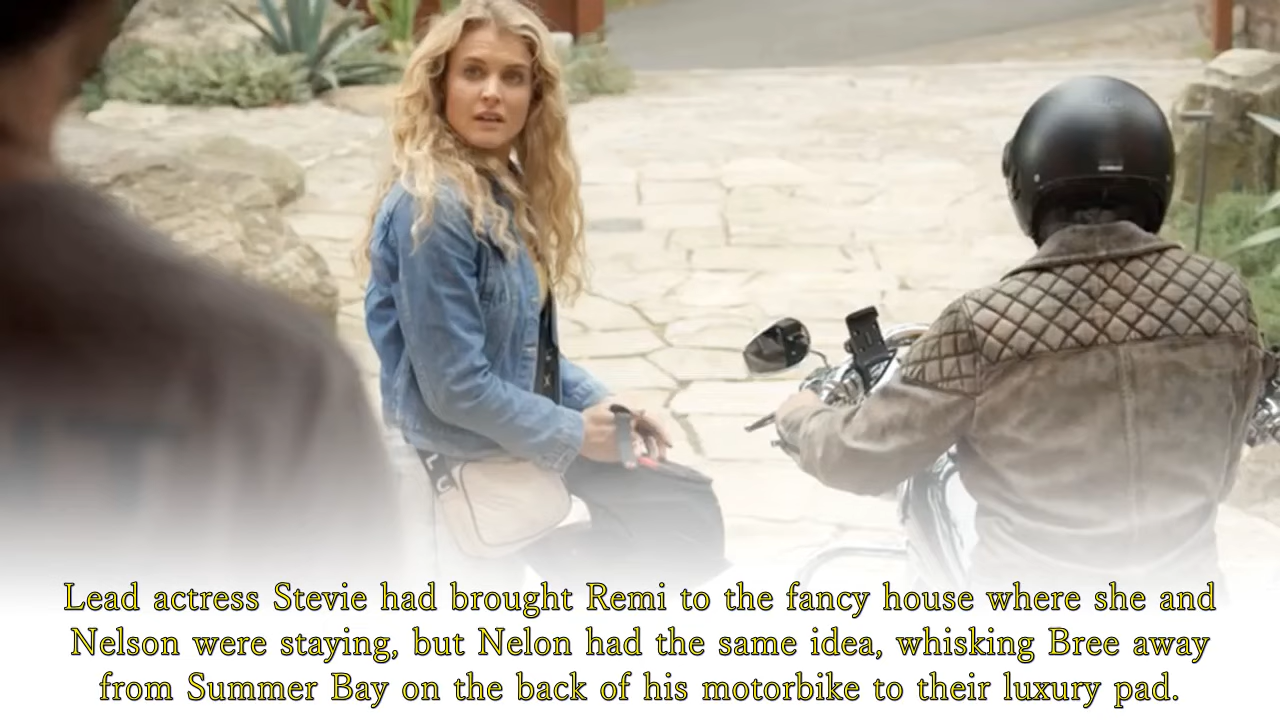 Lead actress Stevie had brought Remi to the fancy house where she and
Nelson were staying, but Nelon had the same idea, whisking Bree away
from Summer Bay on the back of his motorbike to their luxury pad.